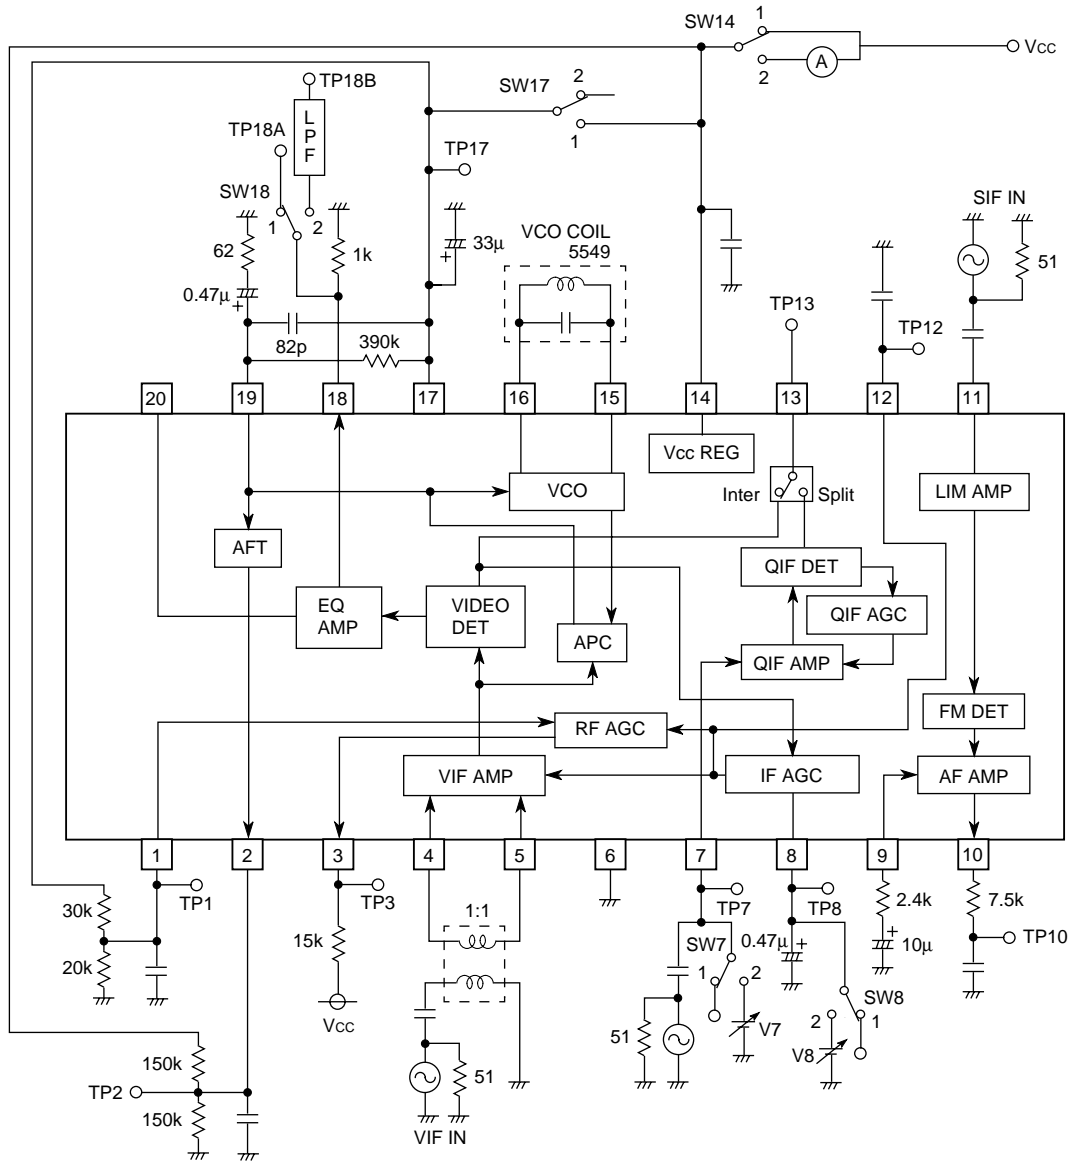 SW14
1
2
A
Vcc
SW17
2
1
TP18B
LPF
TP18A
SW18
1
2
TP17
62
1k
33µ
+
0.47µ
+
82p
390k
VCO COIL
5549
SIF IN
51
TP13
TP12
20
19
18
17
16
15
14
13
12
11
Vcc REG
Inter
Split
LIM AMP
VCO
AFT
QIF DET
EQ
AMP
VIDEO
DET
APC
QIF AGC
QIF AMP
RF AGC
FM DET
VIF AMP
IF AGC
AF AMP
1
2
3
4
5
6
7
8
9
10
TP1
TP3
TP7
TP8
30k
20k
15k
Vcc
1:1
SW7
1
2
0.47µ
+
2.4k
+
10µ
7.5k
TP10
SW8
2
1
51
V7
V8
150k
TP2
150k
51
VIF IN